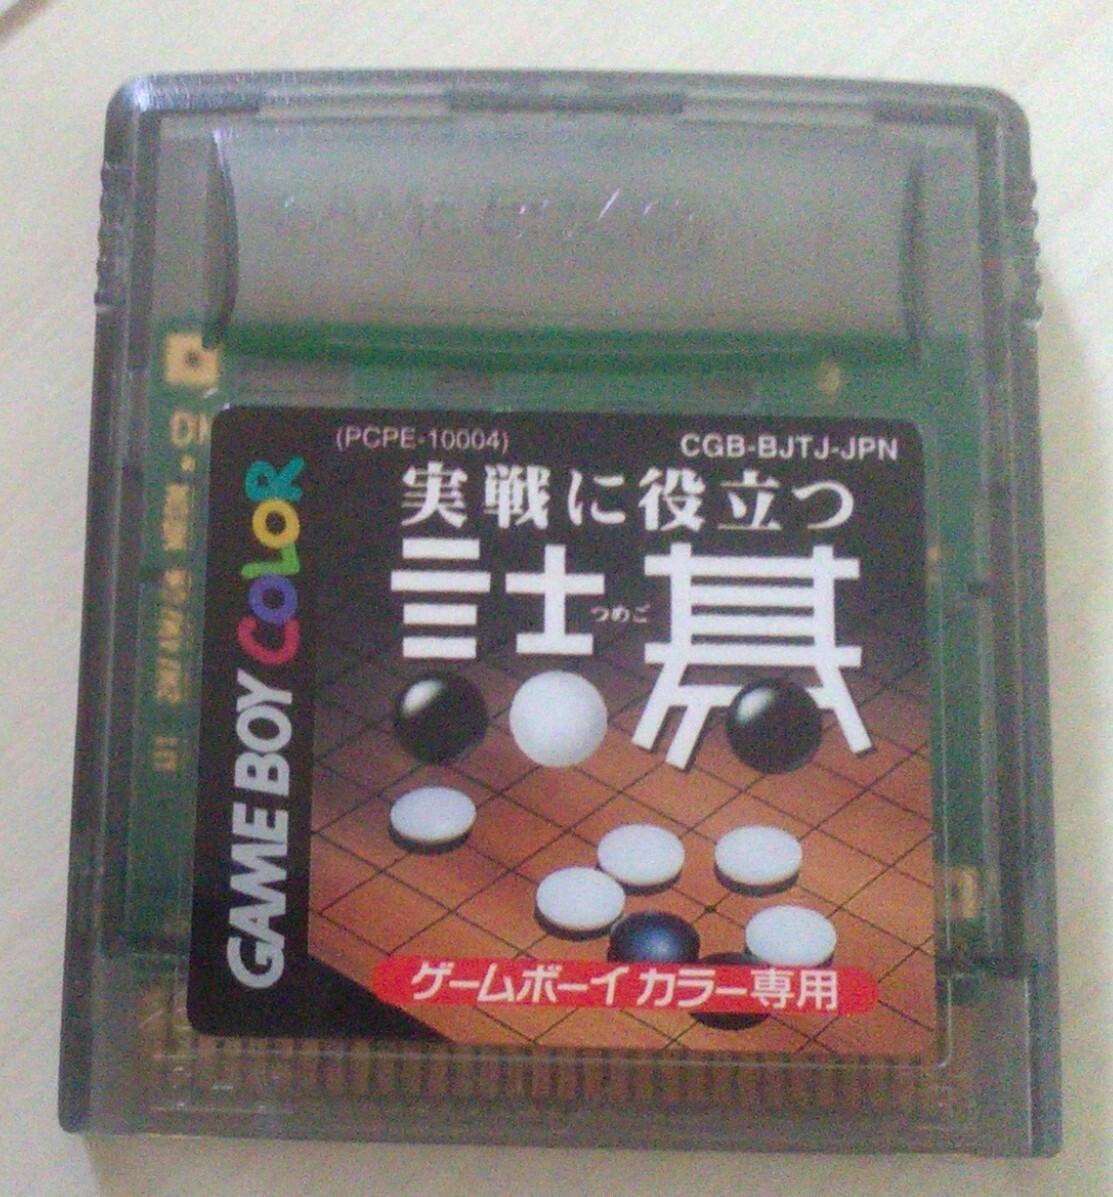 (PCPE-10004) CGB-BJTJ-JPN
実戦に役立つ
詰碁
つめご
GAME BOY COLOR
ゲームボーイカラー専用